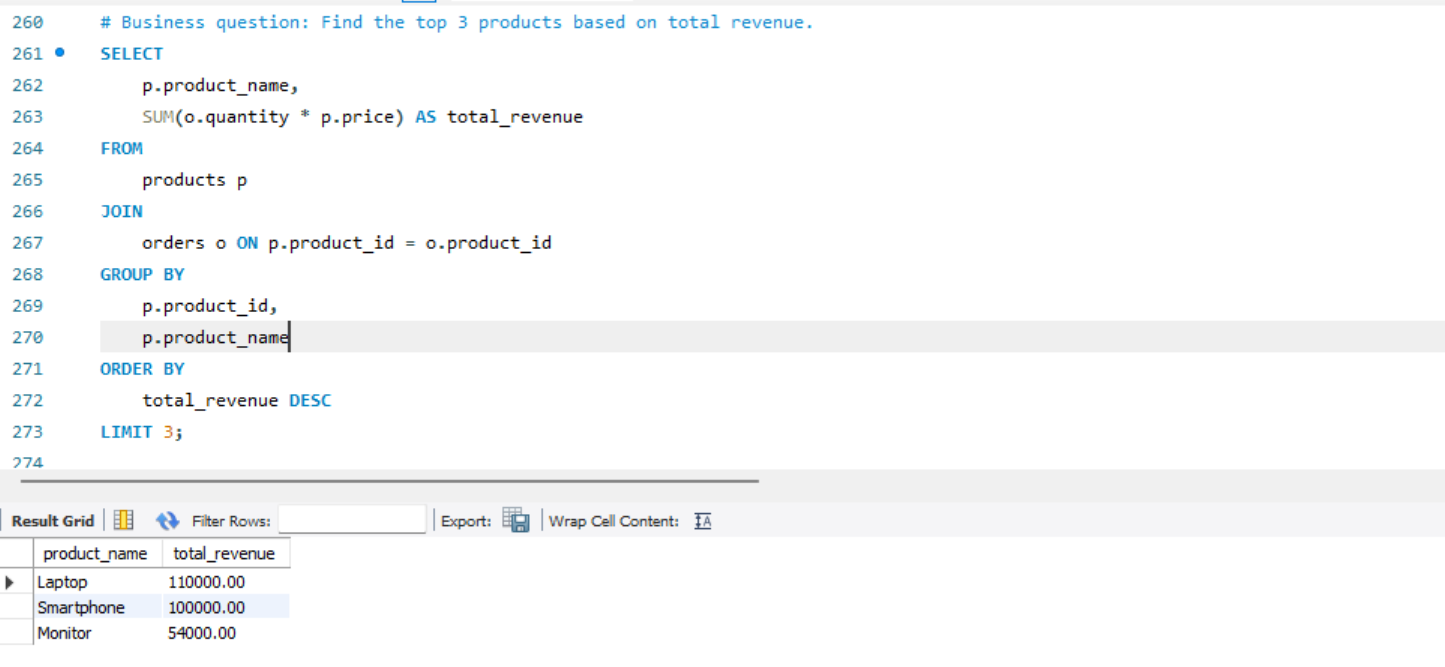 260 # Business question: Find the top 3 products based on total revenue.
261 SELECT
262 p.product_name,
263 SUM(o.quantity * p.price) AS total_revenue
264 FROM
265 products p
266 JOIN
267 orders o ON p.product_id = o.product_id
268 GROUP BY
269 p.product_id,
270 p.product_name
271 ORDER BY
272 total_revenue DESC
273 LIMIT 3;
274
Result Grid Filter Rows: Export: Wrap Cell Content: IA
product_name total_revenue
Laptop 110000.00
Smartphone 100000.00
Monitor 54000.00